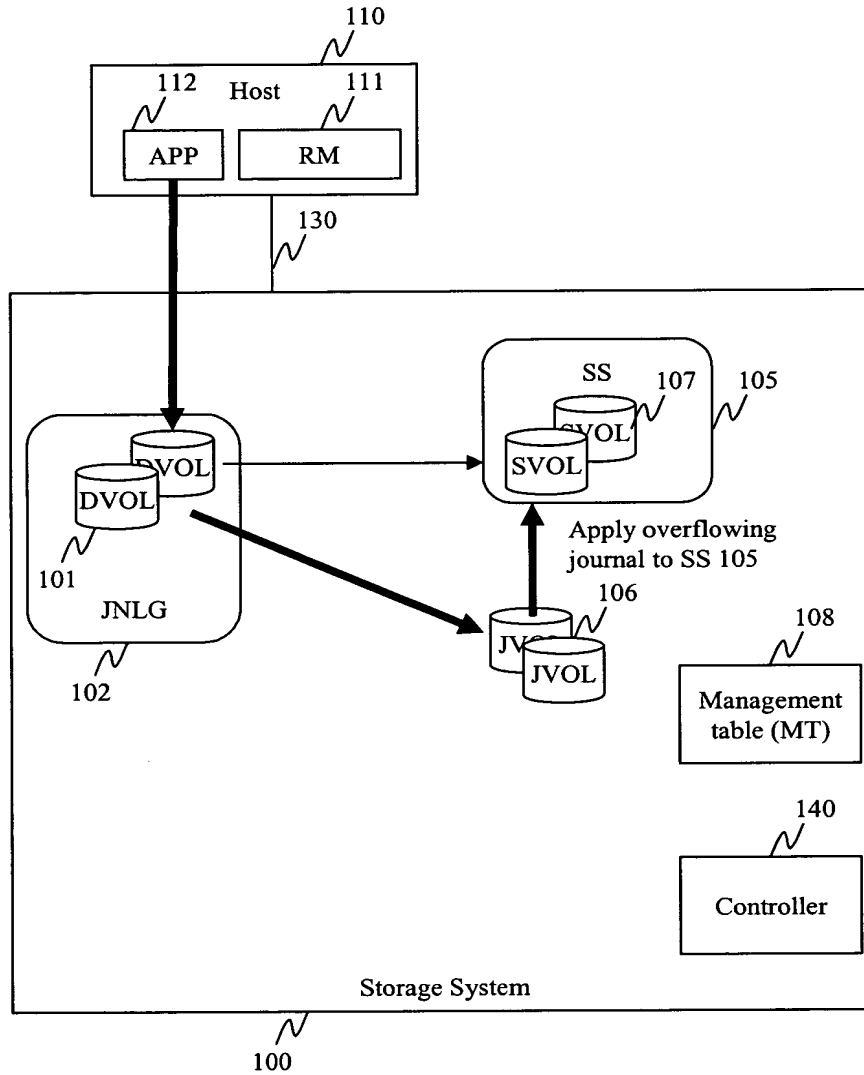 110
112
Host
111
APP
RM
130
SS
107
105
SVOL
SVOL
DVOL
DVOL
Apply overflowing
journal to SS 105
101
JNLG
106
JVOL
102
108
Management
table (MT)
140
Controller
Storage System
100